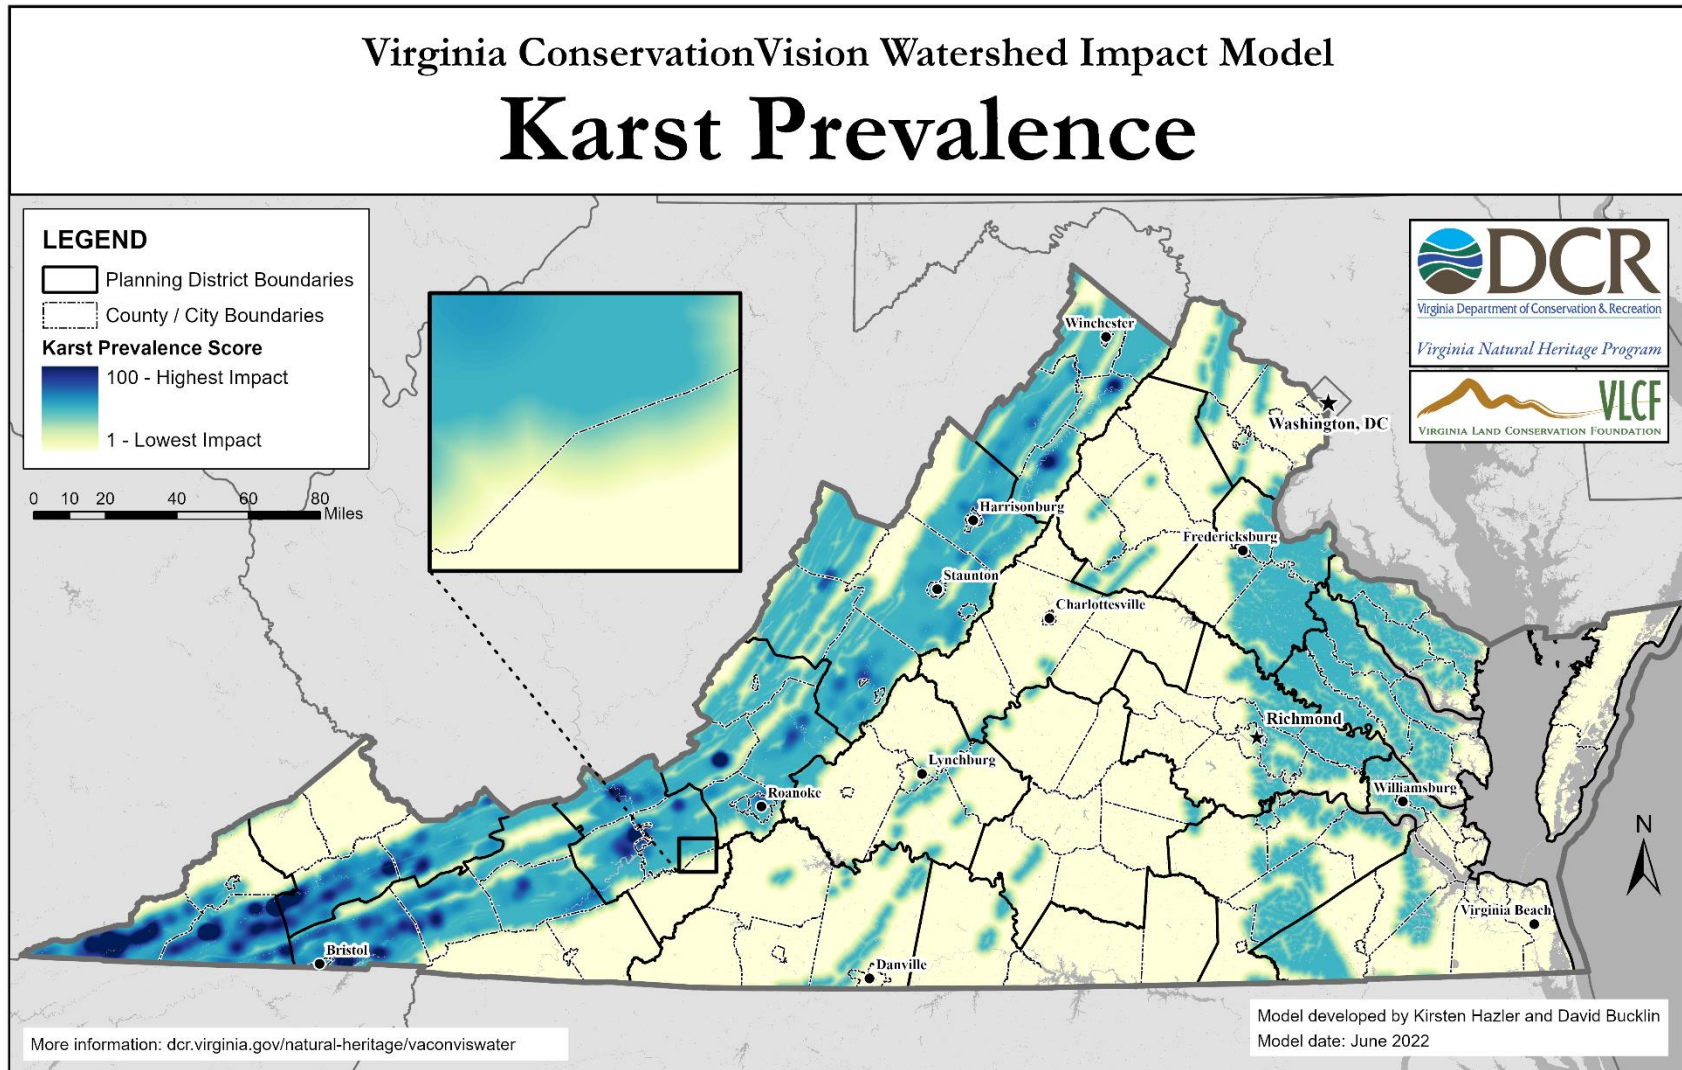 Virginia ConservationVision Watershed Impact Model
Karst Prevalence
LEGEND
Planning District Boundaries
County / City Boundaries
Karst Prevalence Score
100 - Highest Impact
1 - Lowest Impact
0 10 20 40 60 80
Miles
DCR
Virginia Department of Conservation & Recreation
Virginia Natural Heritage Program
VLCF
VIRGINIA LAND CONSERVATION FOUNDATION
Winchester
Washington, DC
Harrisonburg
Fredericksburg
Staunton
Charlottesville
Richmond
Lynchburg
Roanoke
Williamsburg
N
Virginia Beach
Bristol
Danville
More information: dcr.virginia.gov/natural-heritage/vaconviswater
Model developed by Kirsten Hazler and David Bucklin
Model date: June 2022